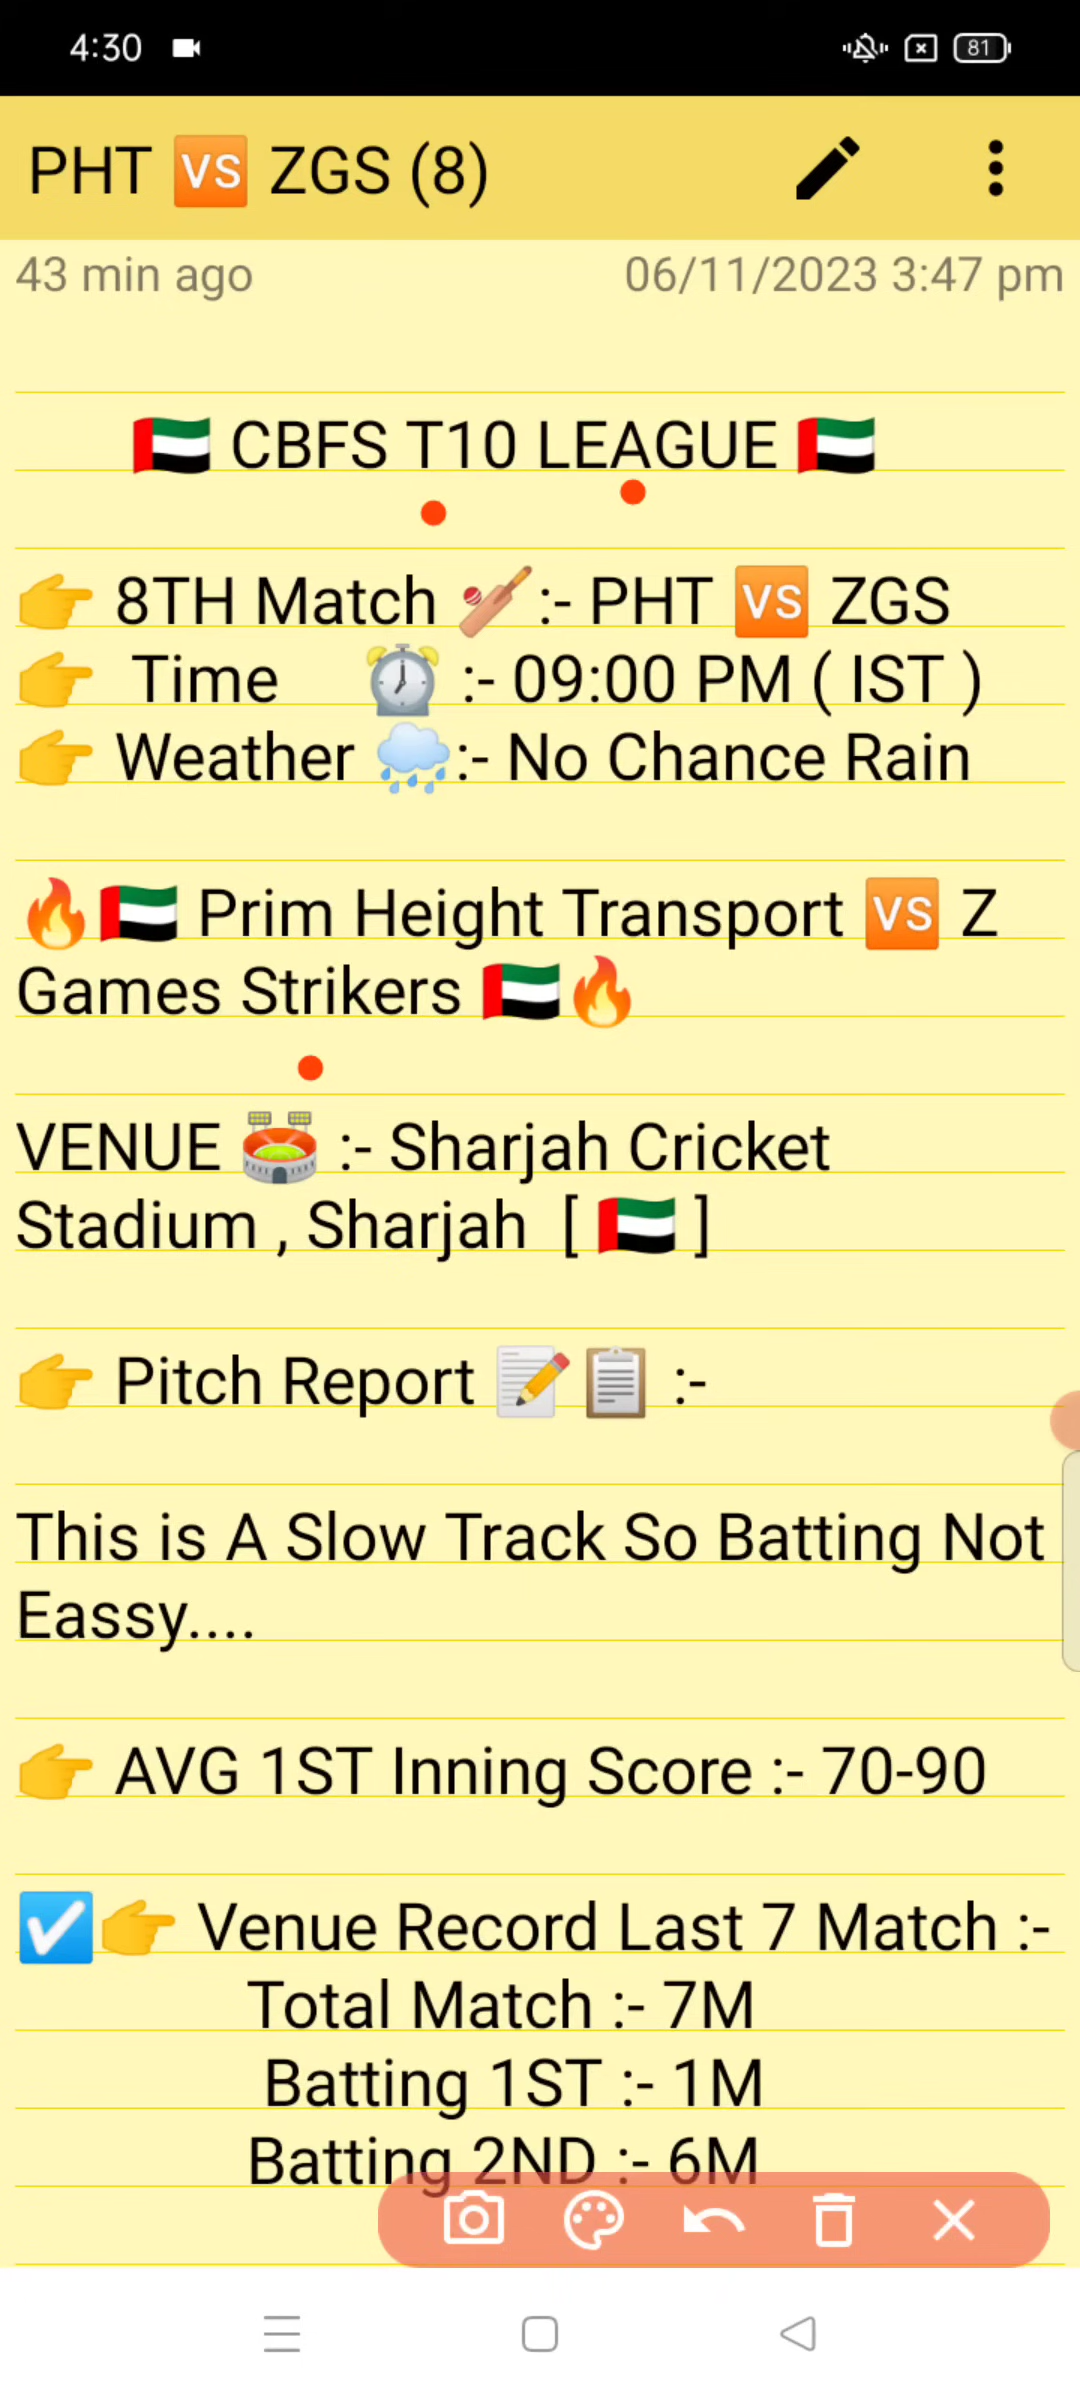 4:30
81
PHT VS ZGS (8)
43 min ago 06/11/2023 3:47 pm
CBFS T10 LEAGUE
8TH Match :- PHT VS ZGS
Time :- 09:00 PM ( IST )
Weather :- No Chance Rain
Prim Height Transport VS Z
Games Strikers
VENUE :- Sharjah Cricket
Stadium , Sharjah [ ]
Pitch Report :-
This is A Slow Track So Batting Not
Eassy....
AVG 1ST Inning Score :- 70-90
Venue Record Last 7 Match :-
Total Match :- 7M
Batting 1ST :- 1M
Batting 2ND :- 6M